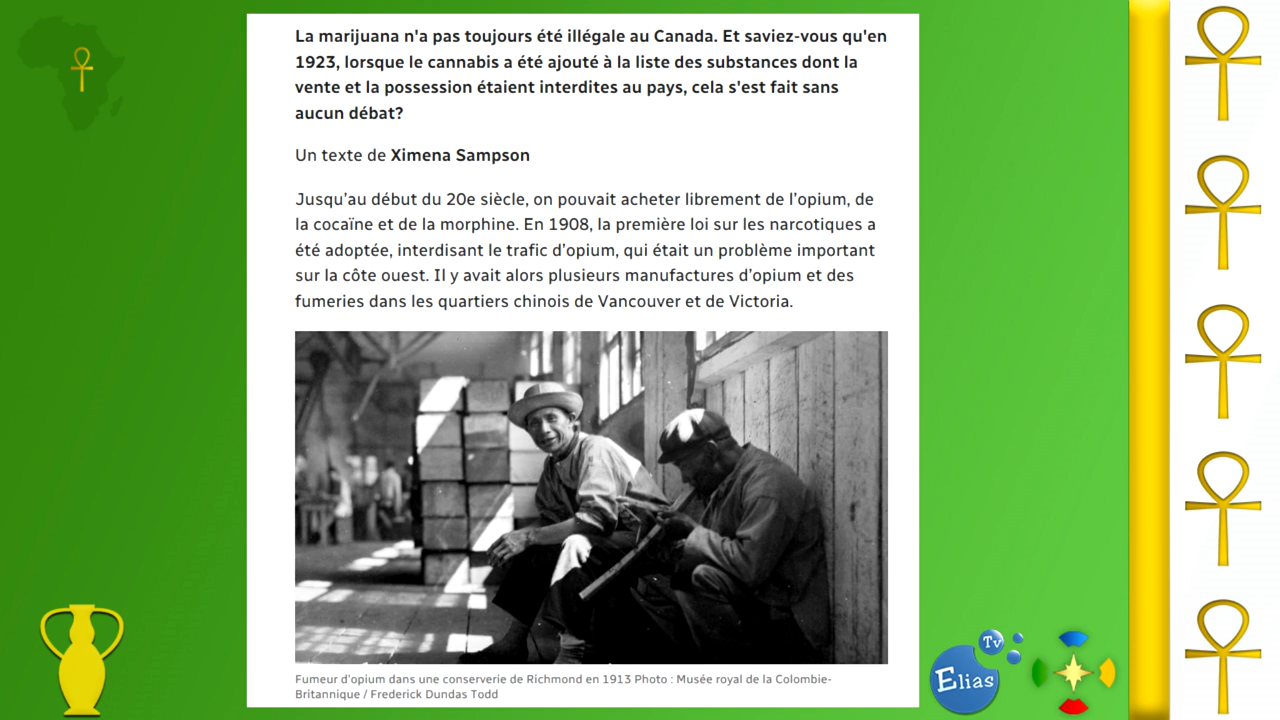 La marijuana n'a pas toujours été illégale au Canada. Et saviez-vous qu'en
1923, lorsque le cannabis a été ajouté à la liste des substances dont la
vente et la possession étaient interdites au pays, cela s'est fait sans
aucun débat?
Un texte de Ximena Sampson
Jusqu'au début du 20e siècle, on pouvait acheter librement de l'opium, de
la cocaïne et de la morphine. En 1908, la première loi sur les narcotiques a
été adoptée, interdisant le trafic d'opium, qui était un problème important
sur la côte ouest. Il y avait alors plusieurs manufactures d'opium et des
fumeries dans les quartiers chinois de Vancouver et de Victoria.
Fumeur d'opium dans une conserverie de Richmond en 1913 Photo : Musée royal de la Colombie-
Britannique / Frederick Dundas Todd
Tv
Elias